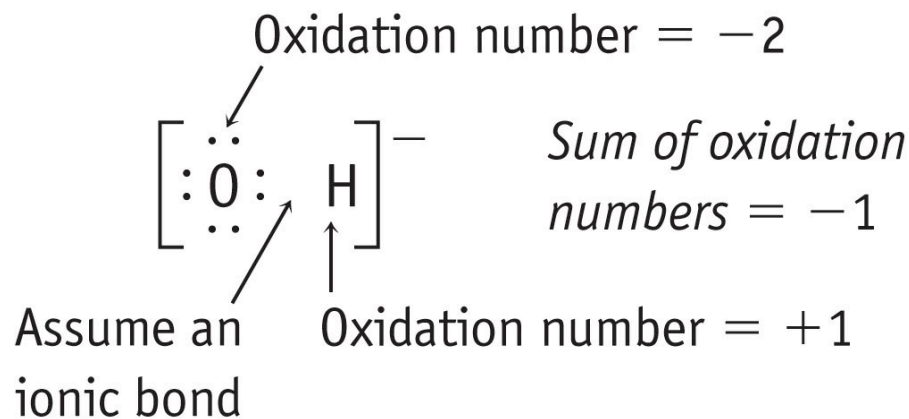 Oxidation number = −2
[:Ö: H]−
Sum of oxidation
numbers = −1
Assume an
ionic bond
Oxidation number = +1